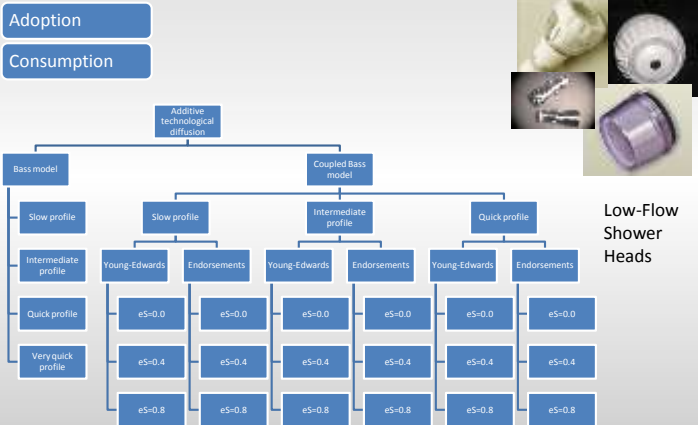 Adoption
Consumption
Additive
technological
diffusion
Bass model
Coupled Bass
model
Slow profile
Slow profile
Intermediate
profile
Quick profile
Low-Flow
Shower
Heads
Intermediate
profile
Young-Edwards
Endorsements
Young-Edwards
Endorsements
Young-Edwards
Endorsements
Quick profile
eS=0.0
eS=0.0
eS=0.0
eS=0.0
eS=0.0
eS=0.0
Very quick
profile
eS=0.4
eS=0.4
eS=0.4
eS=0.4
eS=0.4
eS=0.4
eS=0.8
eS=0.8
eS=0.8
eS=0.8
eS=0.8
eS=0.8